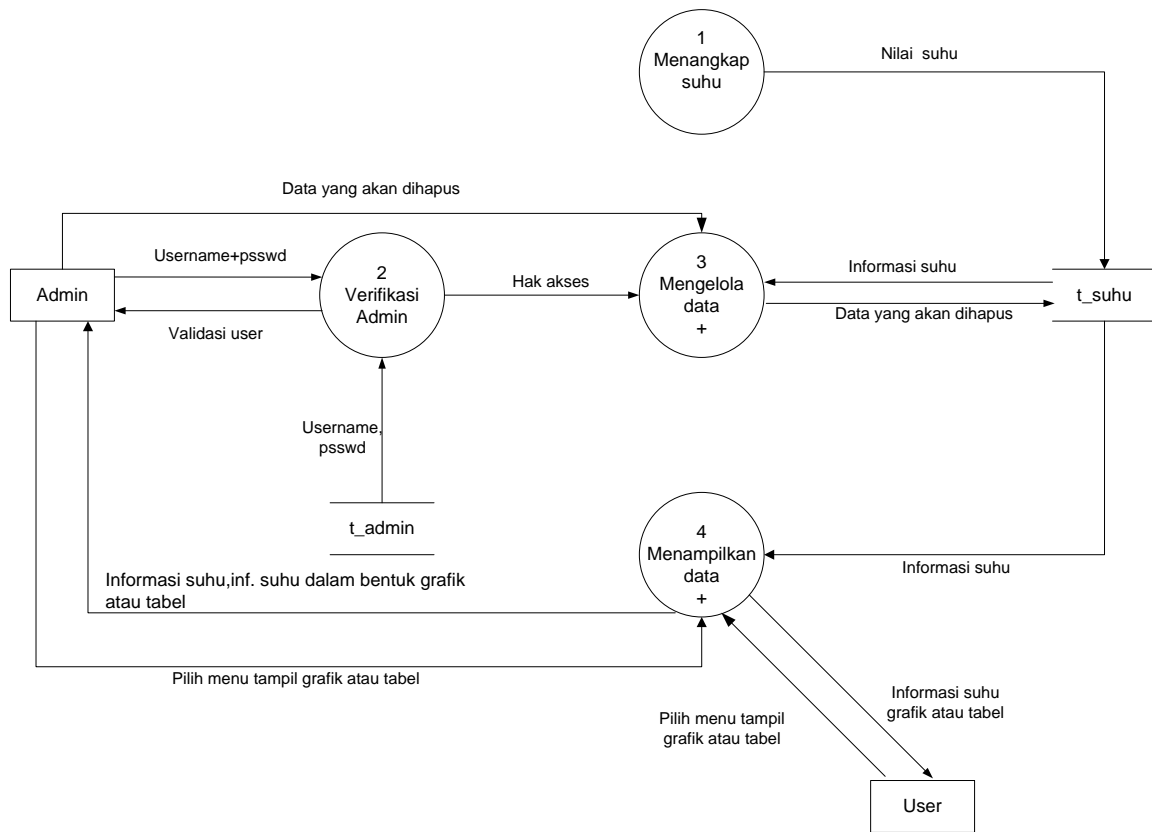 1
Menangkap
suhu
Nilai suhu
Data yang akan dihapus
Username+psswd
2
Verifikasi
Admin
Hak akses
3
Mengelola
data
+
Informasi suhu
Data yang akan dihapus
t_suhu
Admin
Validasi user
Username,
psswd
t_admin
4
Menampilkan
data
+
Informasi suhu
Informasi suhu,inf. suhu dalam bentuk grafik
atau tabel
Pilih menu tampil grafik atau tabel
Informasi suhu
grafik atau tabel
Pilih menu tampil
grafik atau tabel
User